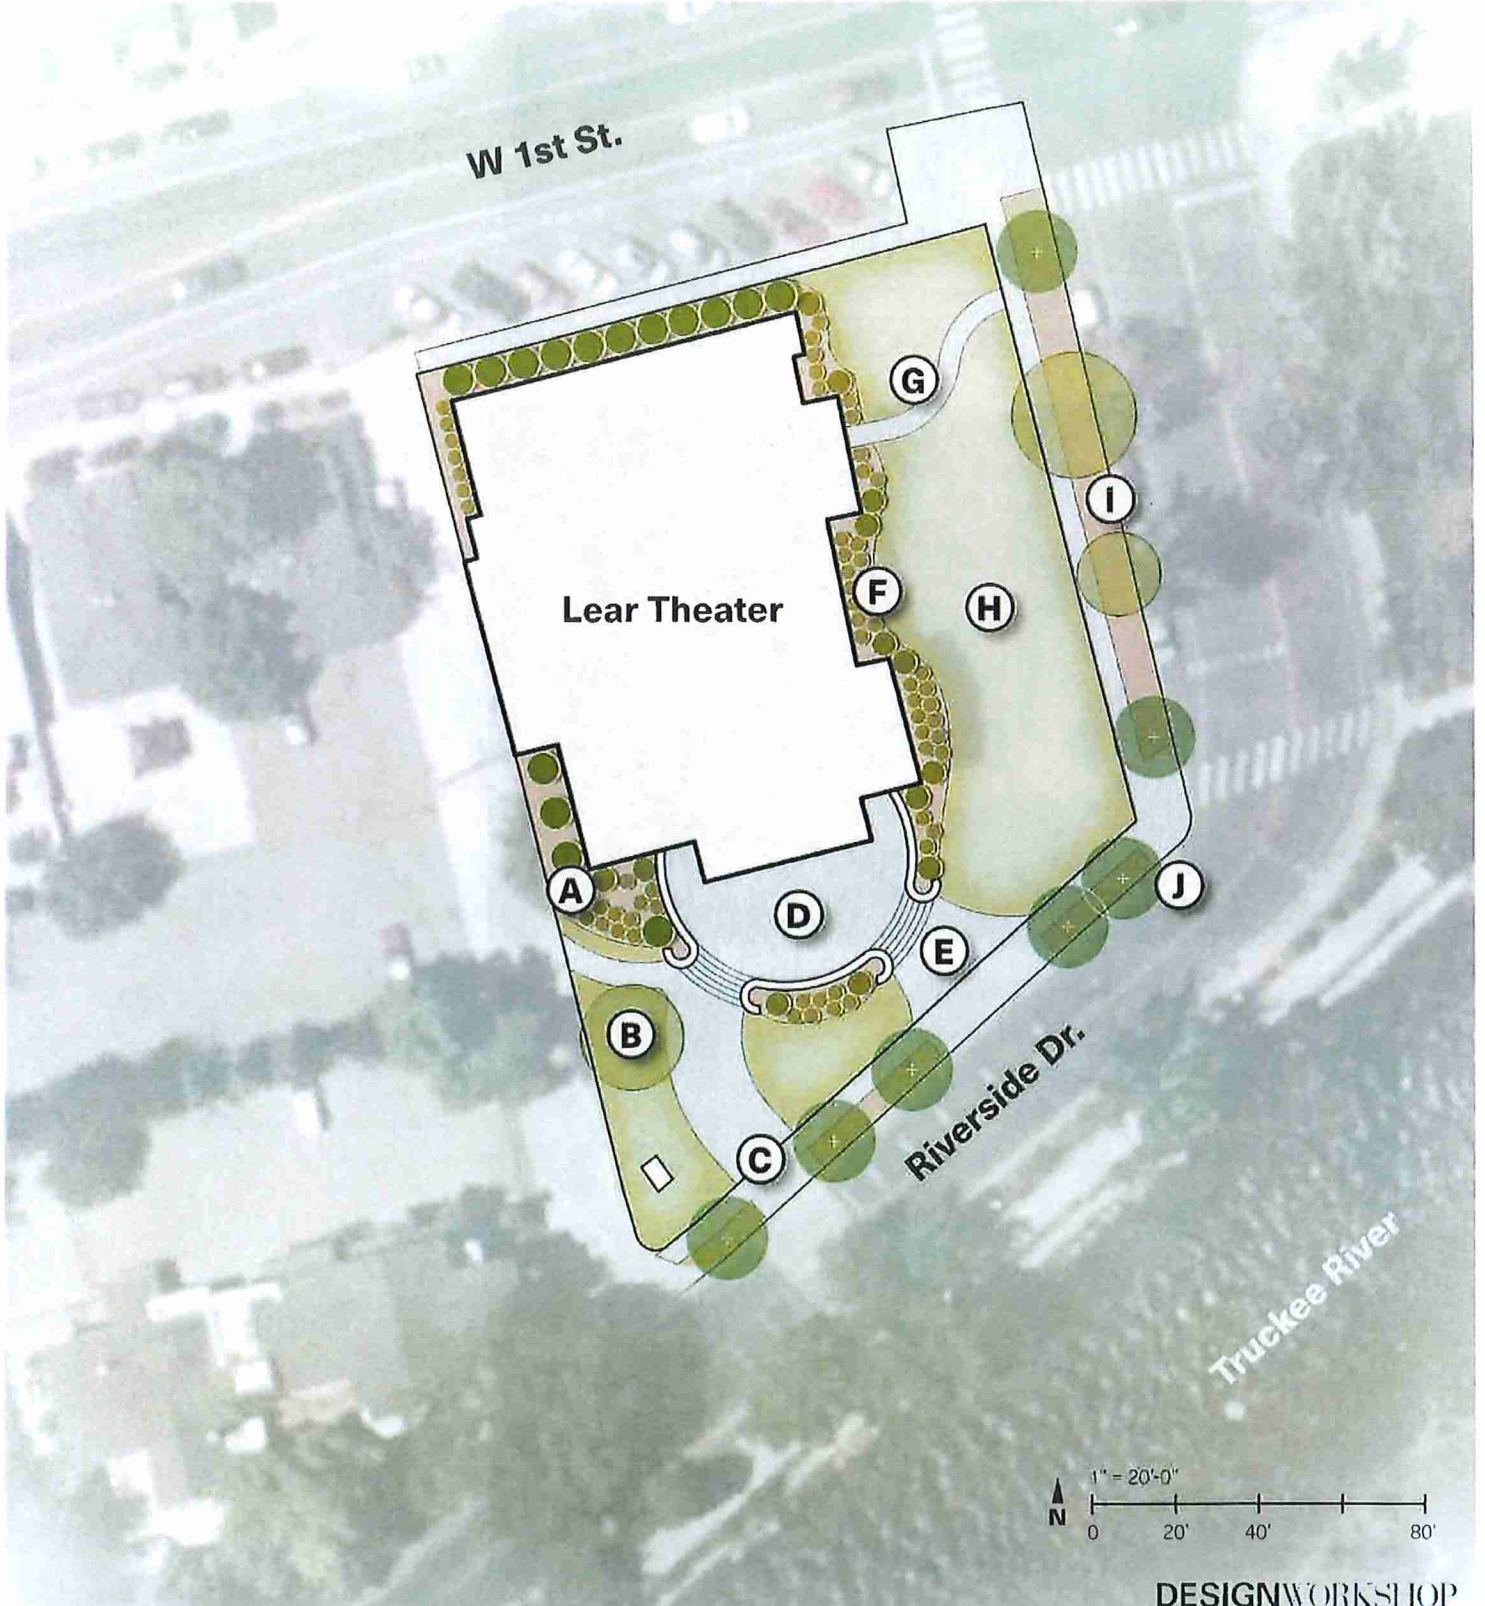 W 1st St.
G
I
Lear Theater
F
H
A
J
D
E
B
C
Riverside Dr.
Truckee River
1" = 20'-0"
N
0 20' 40' 80'
DESIGNWORKSHOP